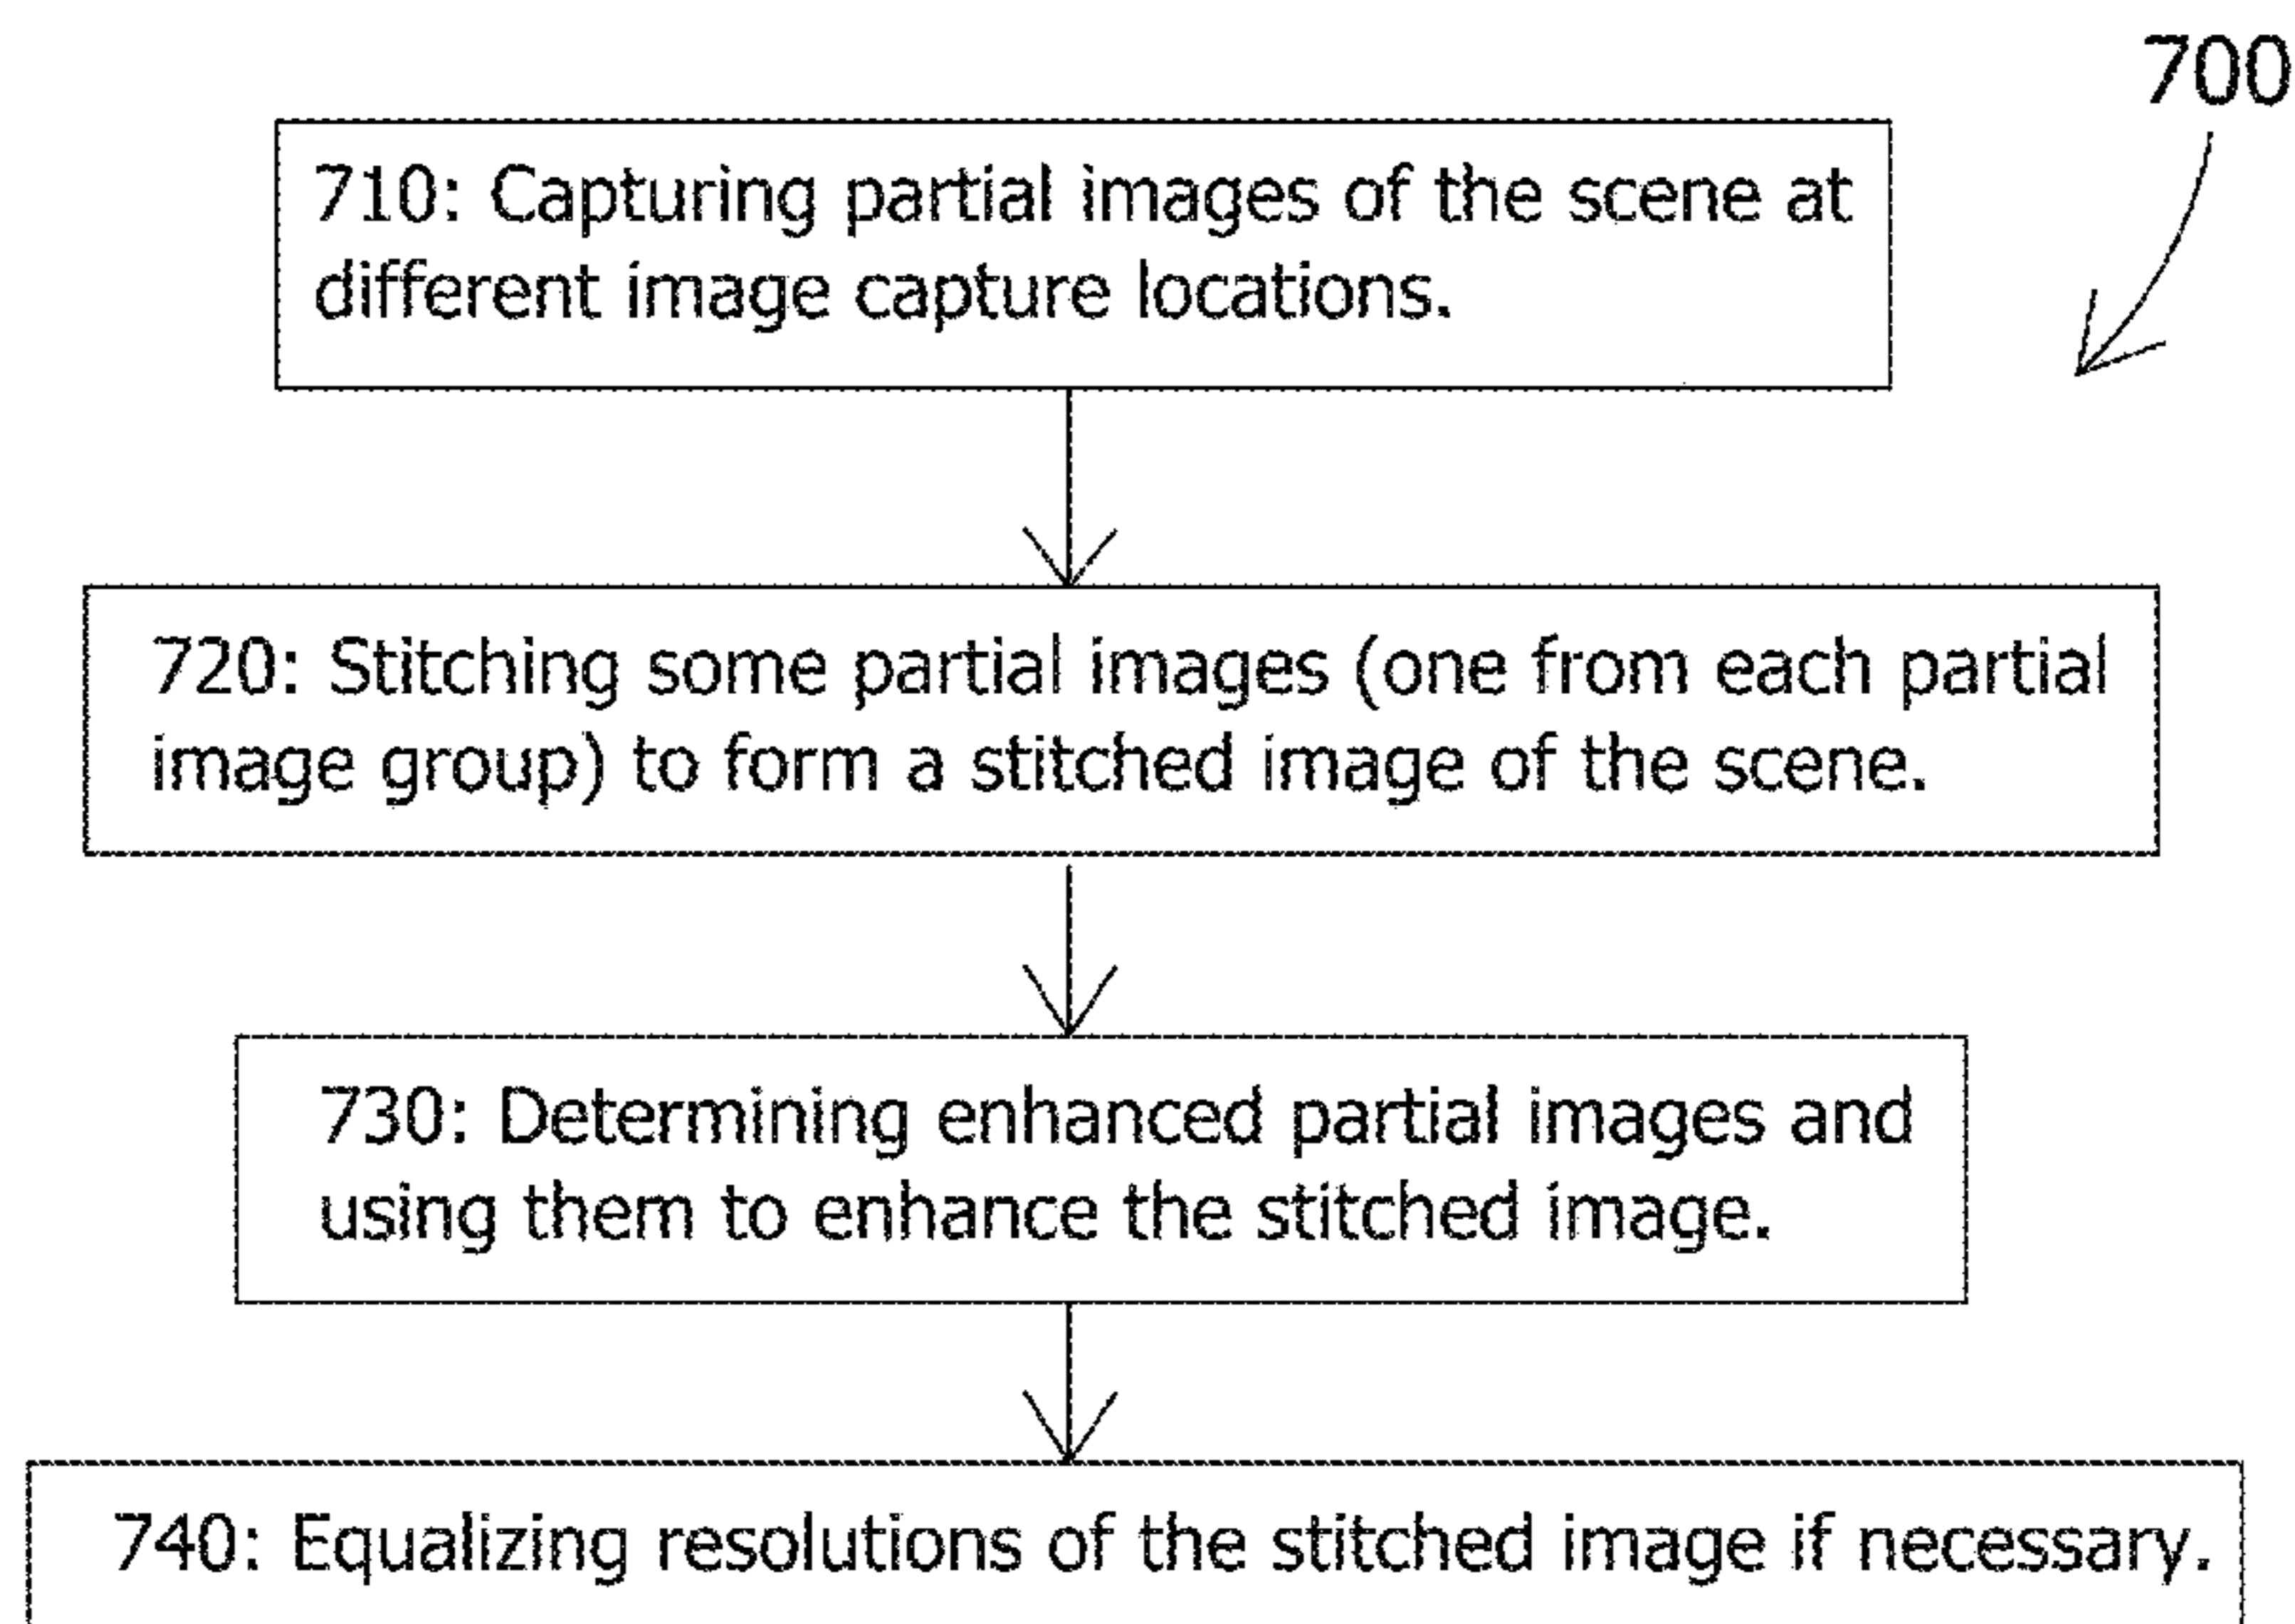 700
710: Capturing partial images of the scene at
different image capture locations.
720: Stitching some partial images (one from each partial
image group) to form a stitched image of the scene.
730: Determining enhanced partial images and
using them to enhance the stitched image.
740: Equalizing resolutions of the stitched image if necessary.